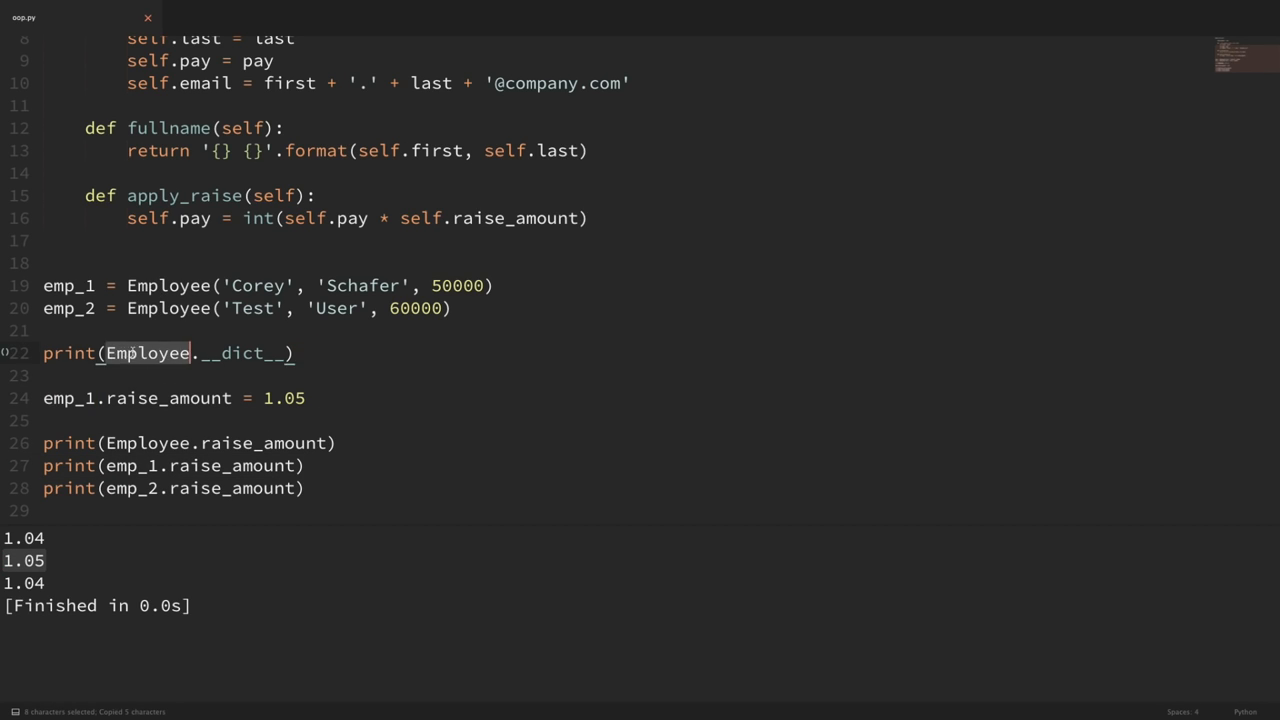 oop.py
8 self.last = last
9 self.pay = pay
10 self.email = first + '.' + last + '@company.com'
11
12 def fullname(self):
13 return '{} {}'.format(self.first, self.last)
14
15 def apply_raise(self):
16 self.pay = int(self.pay * self.raise_amount)
17
18
19 emp_1 = Employee('Corey', 'Schafer', 50000)
20 emp_2 = Employee('Test', 'User', 60000)
21
22 print(Employee.__dict__)
23
24 emp_1.raise_amount = 1.05
25
26 print(Employee.raise_amount)
27 print(emp_1.raise_amount)
28 print(emp_2.raise_amount)
29
1.04
1.05
1.04
[Finished in 0.0s]
8 characters selected; Copied 5 characters Spaces: 4 Python